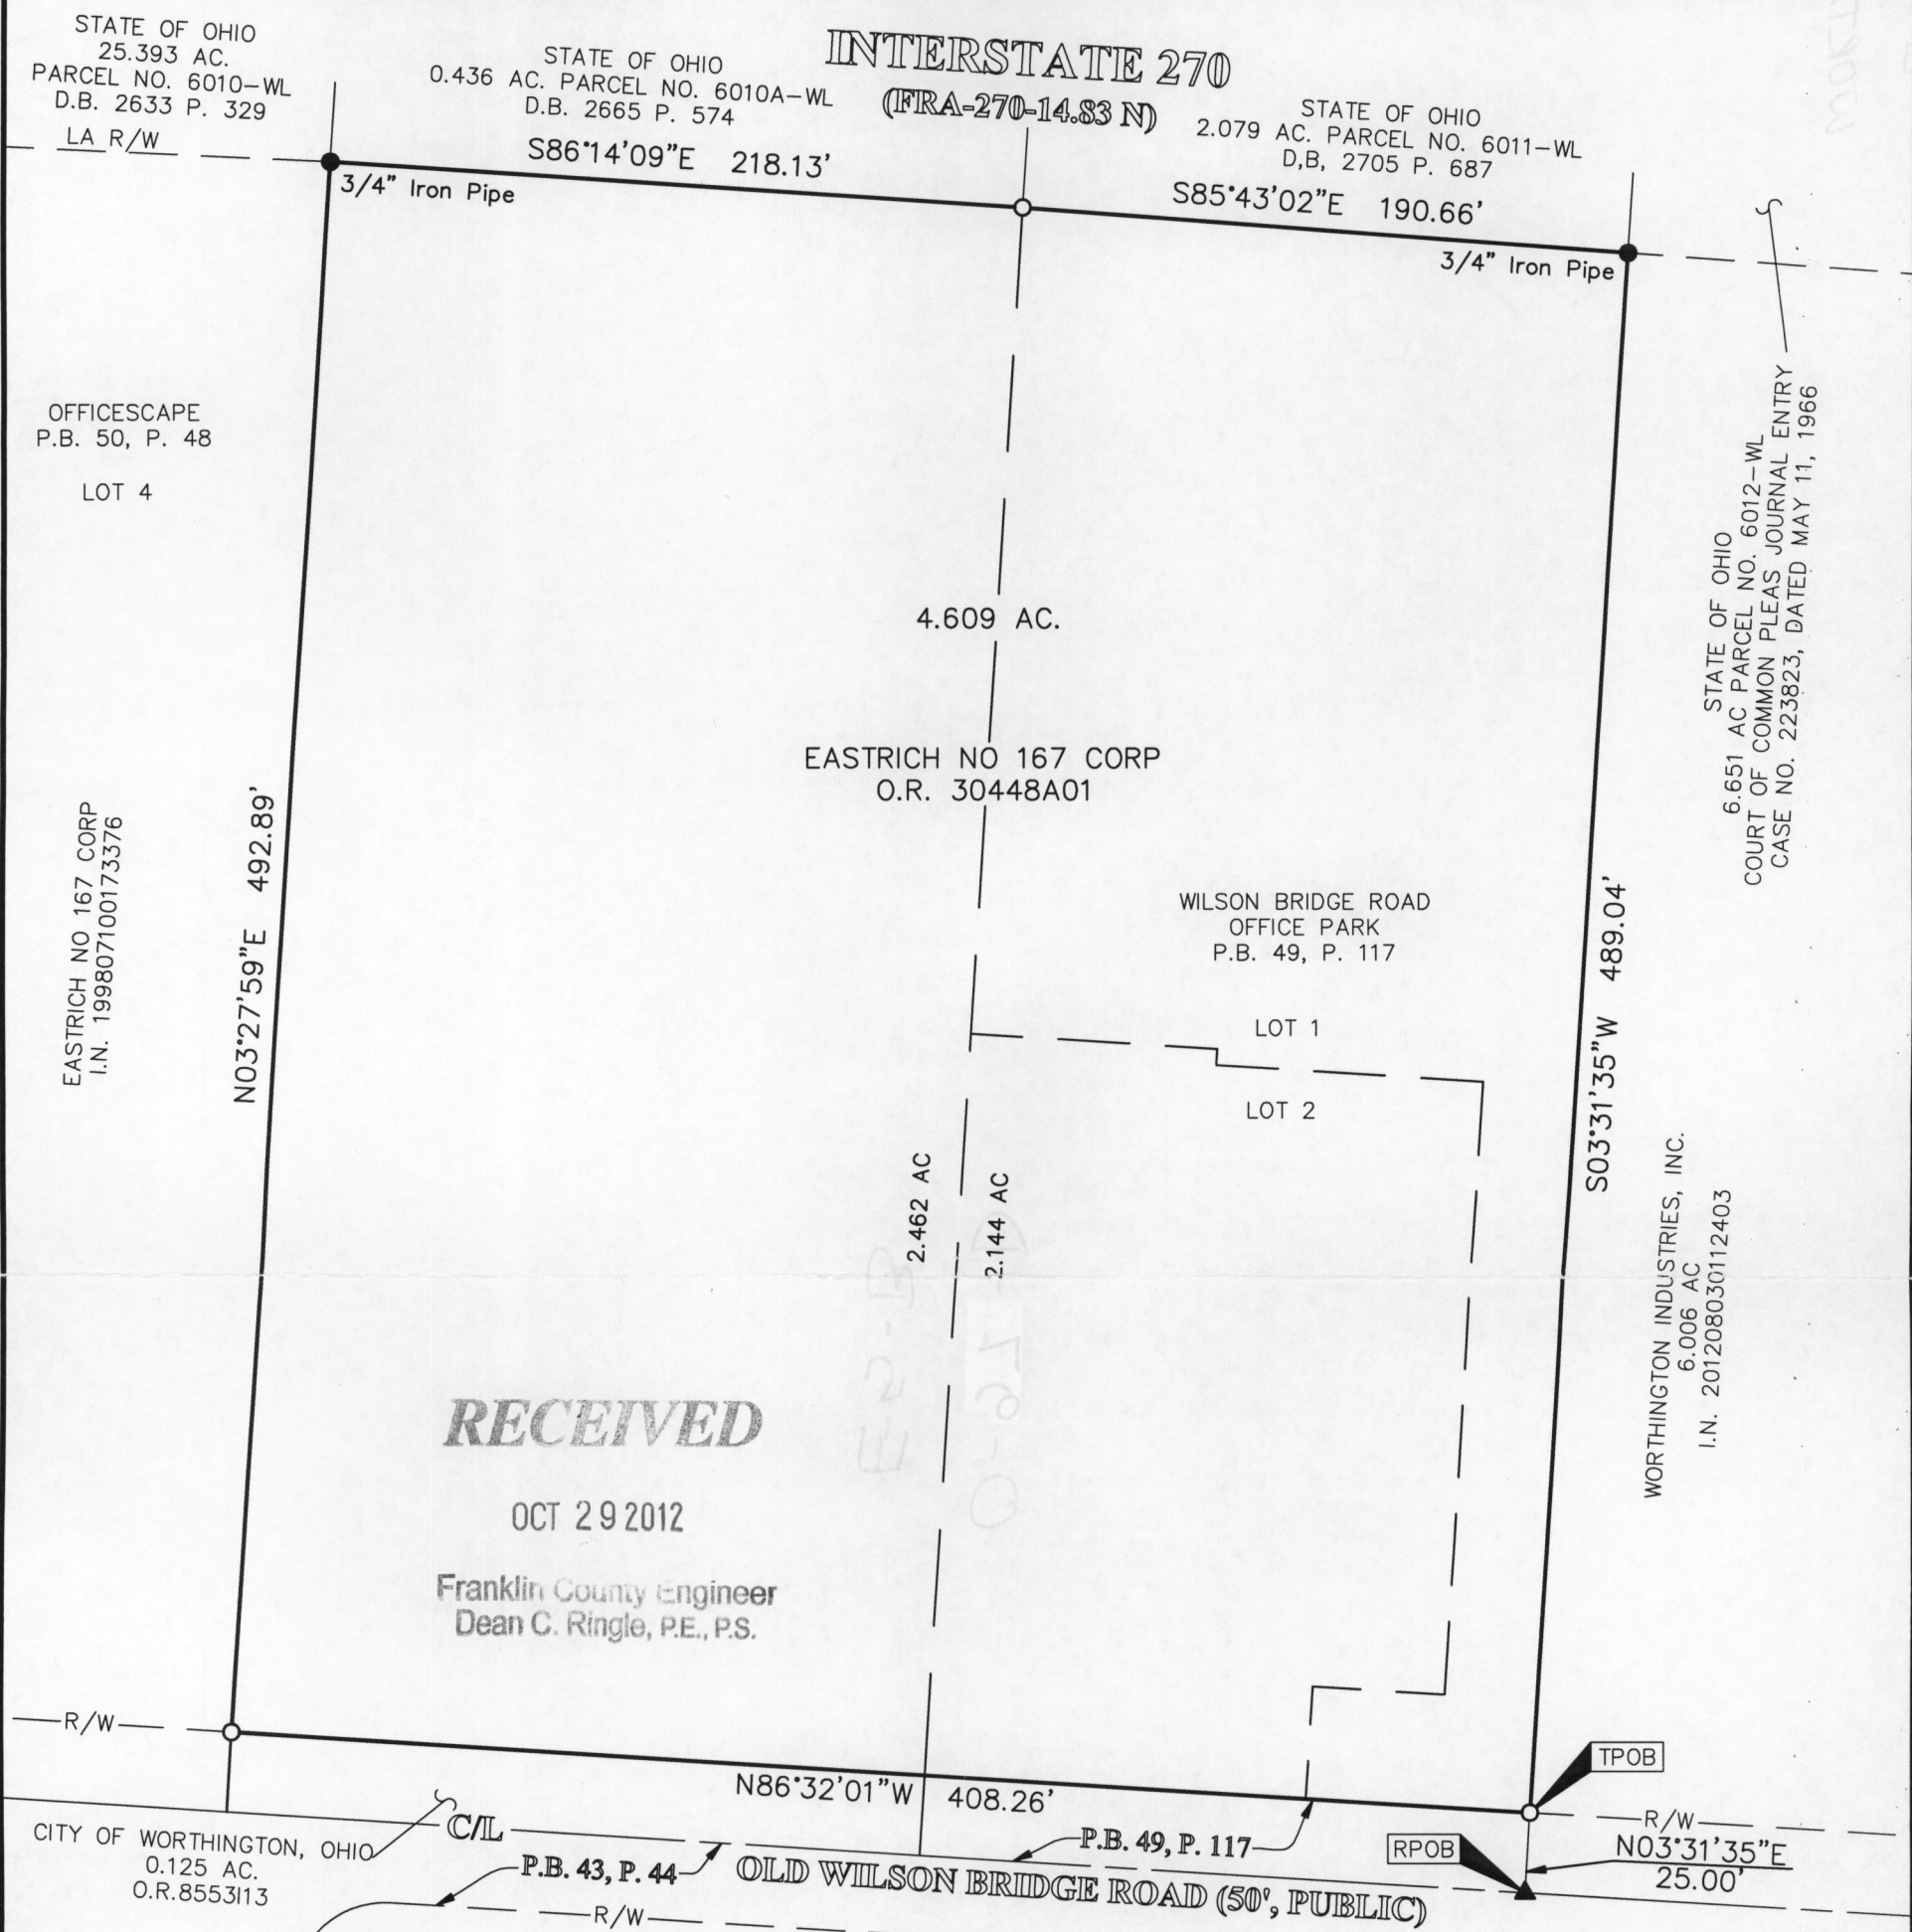 STATE OF OHIO
25.393 AC.
PARCEL NO. 6010-WL
D.B. 2633 P. 329
LA R/W
STATE OF OHIO
0.436 AC. PARCEL NO. 6010A-WL
D.B. 2665 P. 574
S86°14'09"E 218.13'
INTERSTATE 270
(FRA-270-14.83 N)
STATE OF OHIO
2.079 AC. PARCEL NO. 6011-WL
D,B, 2705 P. 687
S85°43'02"E 190.66'
3/4" Iron Pipe
3/4" Iron Pipe
OFFICESCAPE
P.B. 50, P. 48
LOT 4
STATE OF OHIO
6.651 AC PARCEL NO. 6012-WL
COURT OF COMMON PLEAS JOURNAL ENTRY
CASE NO. 223823, DATED MAY 11, 1966
4.609 AC.
EASTRICH NO 167 CORP
O.R. 30448A01
EASTRICH NO 167 CORP
I.N. 199807100173376
N03°27'59"E 492.89'
WILSON BRIDGE ROAD
OFFICE PARK
P.B. 49, P. 117
LOT 1
LOT 2
S03°31'35"W 489.04'
2.462 AC
2.144 AC
WORTHINGTON INDUSTRIES, INC.
6.006 AC
I.N. 201208030112403
RECEIVED
OCT 29 2012
Franklin County Engineer
Dean C. Ringle, P.E., P.S.
R/W
N86°32'01"W 408.26'
TPOB
R/W
RPOB
N03°31'35"E
25.00'
CITY OF WORTHINGTON, OHIO
0.125 AC.
O.R.8553I13
C/L
P.B. 43, P. 44
P.B. 49, P. 117
OLD WILSON BRIDGE ROAD (50', PUBLIC)
R/W